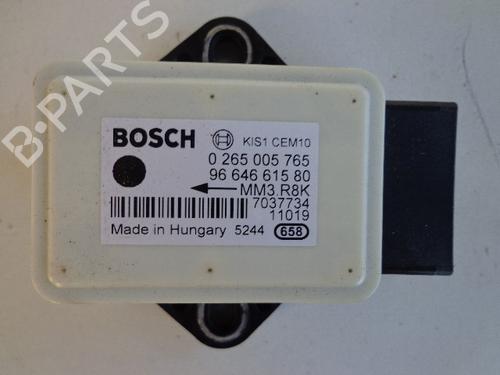 B-PARTS
BOSCH KIS1 CEM10
0 265 005 765
96 646 615 80
MM3.R8K
7037734
11019
Made in Hungary 5244 658